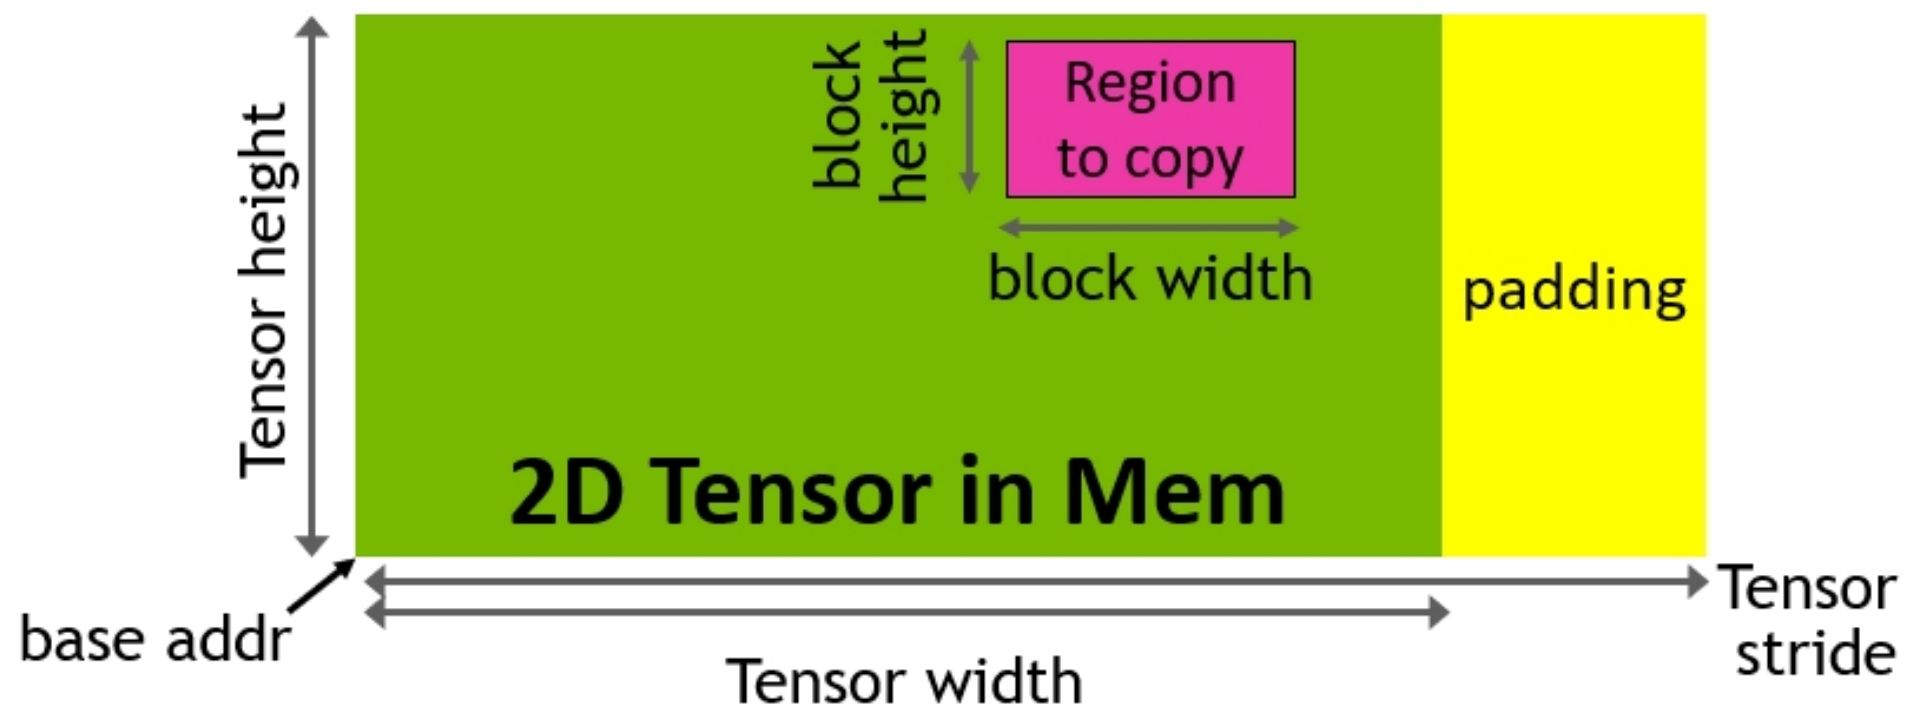 Tensor height
block
height
Region
to copy
block width
padding
2D Tensor in Mem
base addr
Tensor
stride
Tensor width